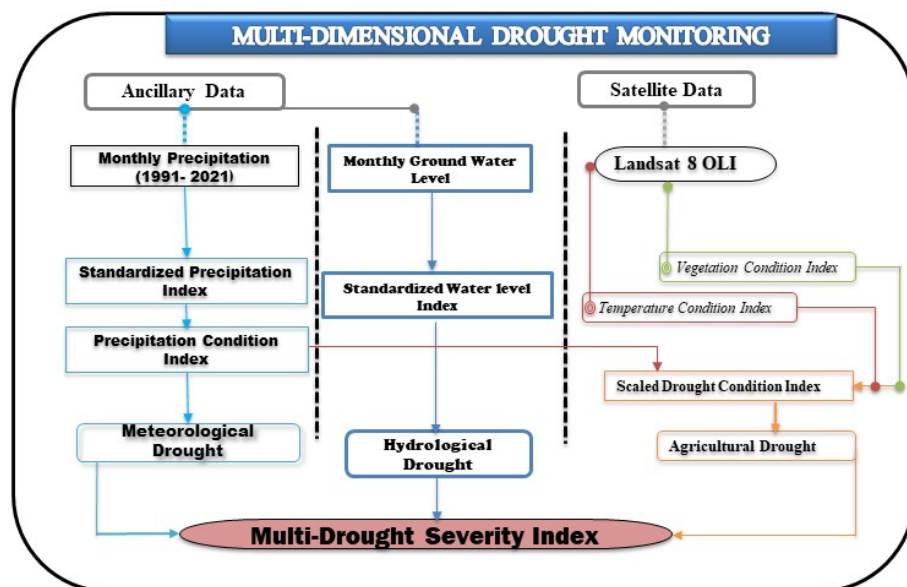 MULTI-DIMENSIONAL DROUGHT MONITORING
Ancillary Data
Satellite Data
Monthly Precipitation
(1991- 2021)
Monthly Ground Water
Level
Landsat 8 OLI
Standardized Precipitation
Index
Standardized Water level
Index
Vegetation Condition Index
Temperature Condition Index
Precipitation Condition
Index
Scaled Drought Condition Index
Meteorological
Drought
Hydrological
Drought
Agricultural Drought
Multi-Drought Severity Index